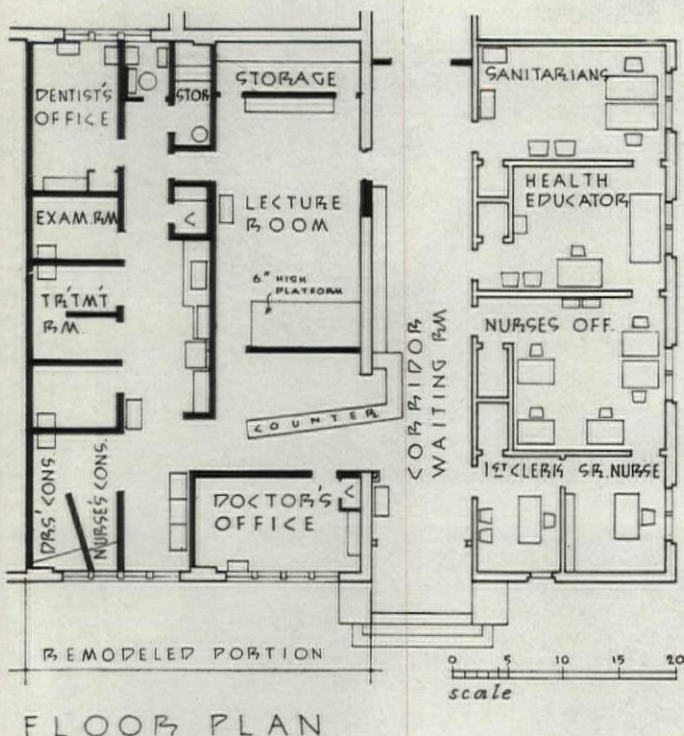 DENTIST'S
OFFICE
STOR
STORAGE
SANITARIANS
EXAM. RM
C
LECTURE
ROOM
HEALTH
EDUCATOR
TR'TM'T
RM.
6" HIGH
PLATFORM
CORRIDOR
WAITING RM
NURSES OFF.
COUNTER
DRS' CONS.
NURSE'S CONS.
DOCTOR'S
OFFICE
C
1ST CLERK
SR. NURSE
REMODELED PORTION
0 5 10 15 20
scale
FLOOR PLAN